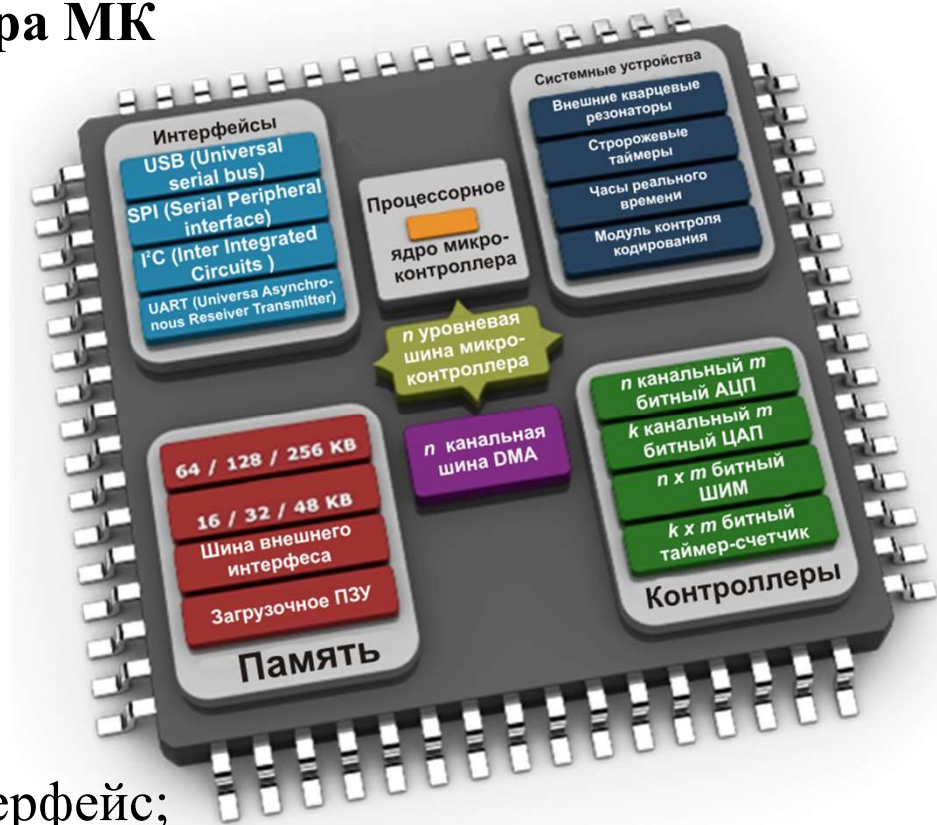 ра МК
Интерфейсы
USB (Universal
serial bus)
SPI (Serial Peripheral
interface)
I²C (Inter Integrated
Circuits )
UART (Universa Asynchro-
nous Reseiver Transmitter)
Процессорное
ядро микро-
контроллера
Системные устройства
Внешние кварцевые
резонаторы
Стророжевые
таймеры
Часы реального
времени
Модуль контроля
кодирования
n уровневая
шина микро-
контроллера
n канальная
шина DMA
64 / 128 / 256 KB
16 / 32 / 48 KB
Шина внешнего
интерфеса
Загрузочное ПЗУ
Память
n канальный m
битный АЦП
k канальный m
битный ЦАП
n x m битный
ШИМ
k x m битный
таймер-счетчик
Контроллеры
ерфейс;